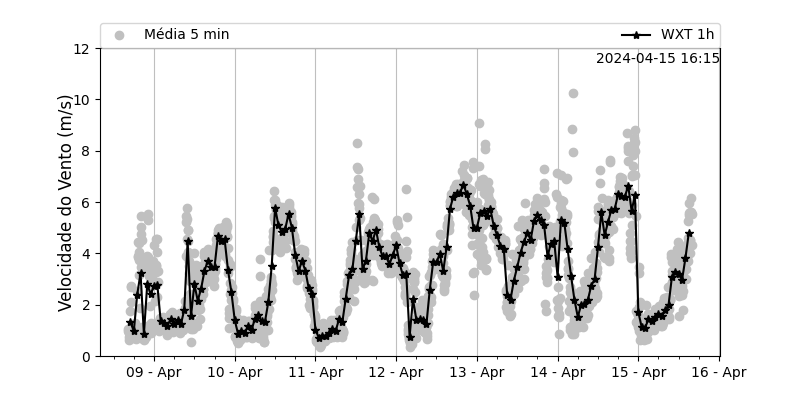 Média 5 min
WXT 1h
2024-04-15 16:15
Velocidade do Vento (m/s)
12
10
8
6
4
2
0
09 - Apr
10 - Apr
11 - Apr
12 - Apr
13 - Apr
14 - Apr
15 - Apr
16 - Apr